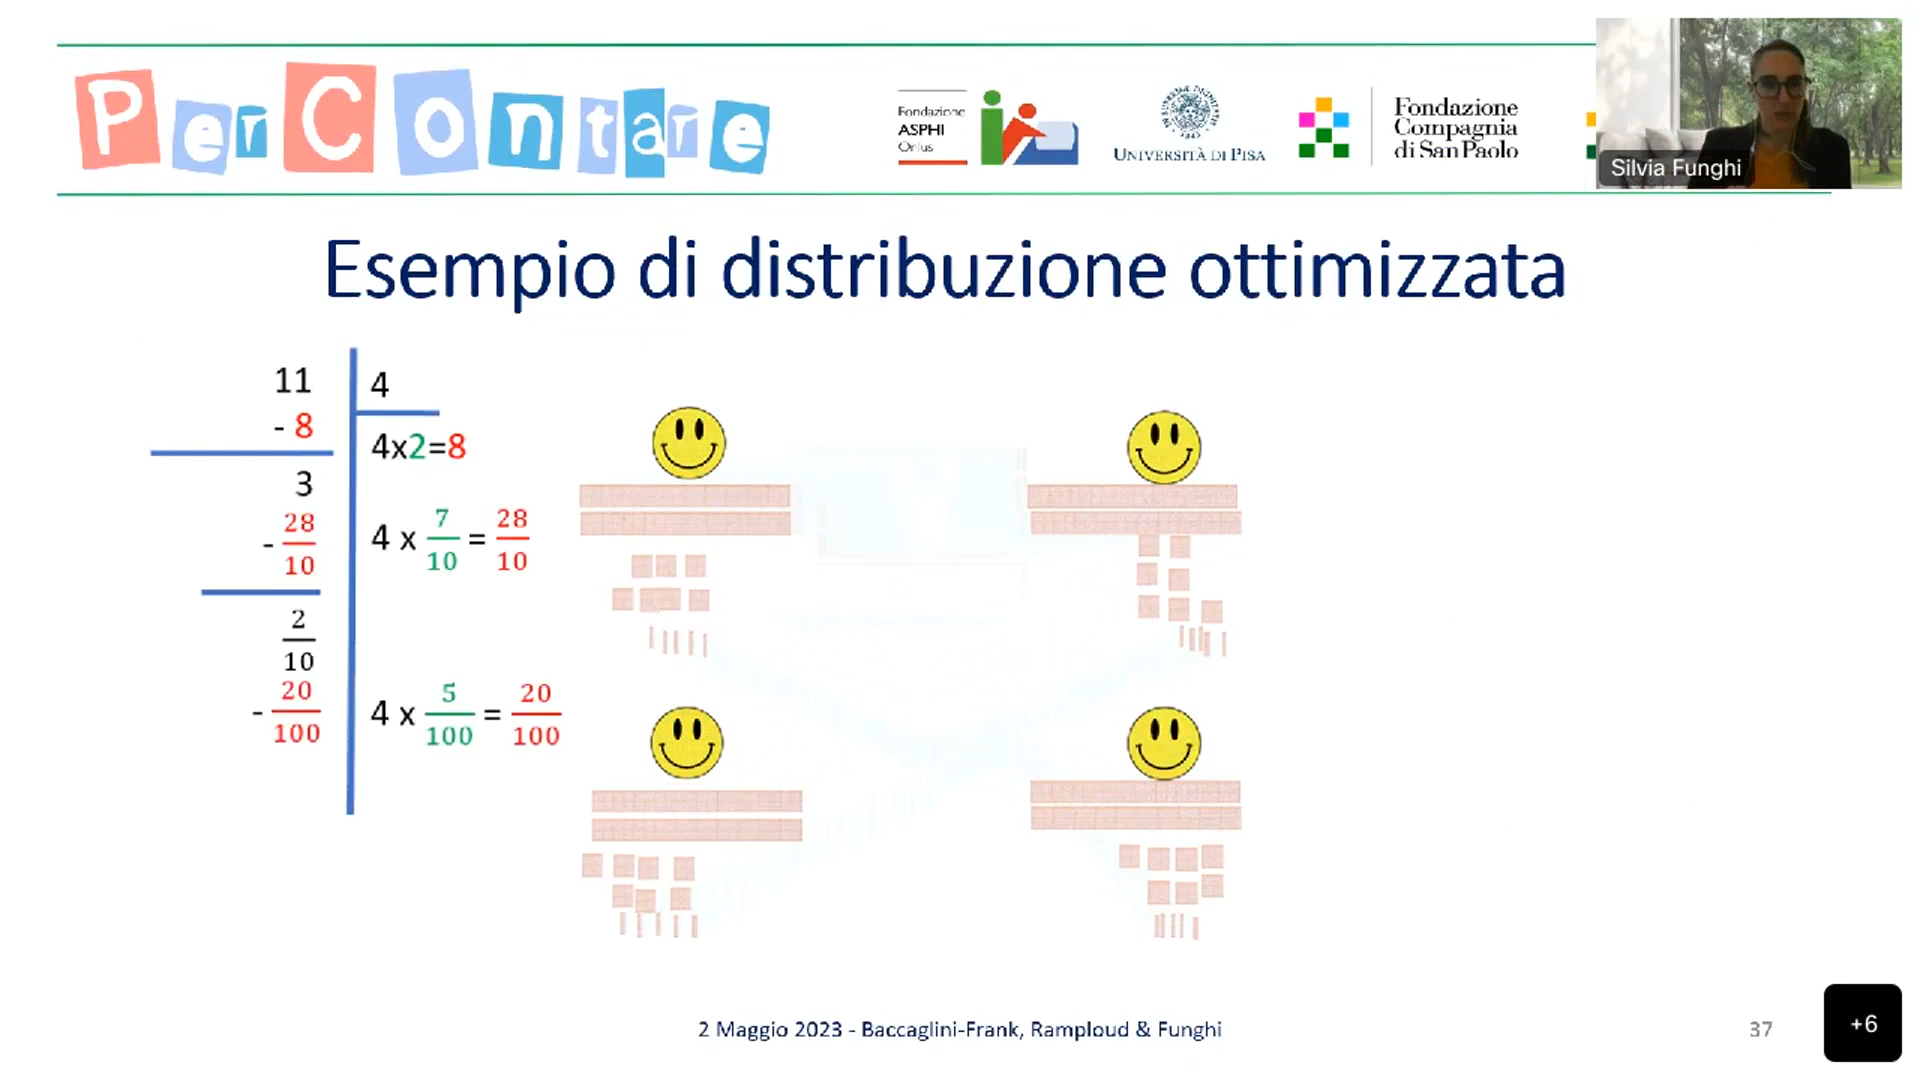 PerContare
Fondazione
ASPHI
Onlus
UNIVERSITÀ DI PISA
Fondazione
Compagnia
di San Paolo
Silvia Funghi
Esempio di distribuzione ottimizzata
11
4
- 8
4x2=8
3
- 28/10
4 x 7/10 = 28/10
2/10
- 20/100
4 x 5/100 = 20/100
2 Maggio 2023 - Baccaglini-Frank, Ramploud & Funghi
37
+6